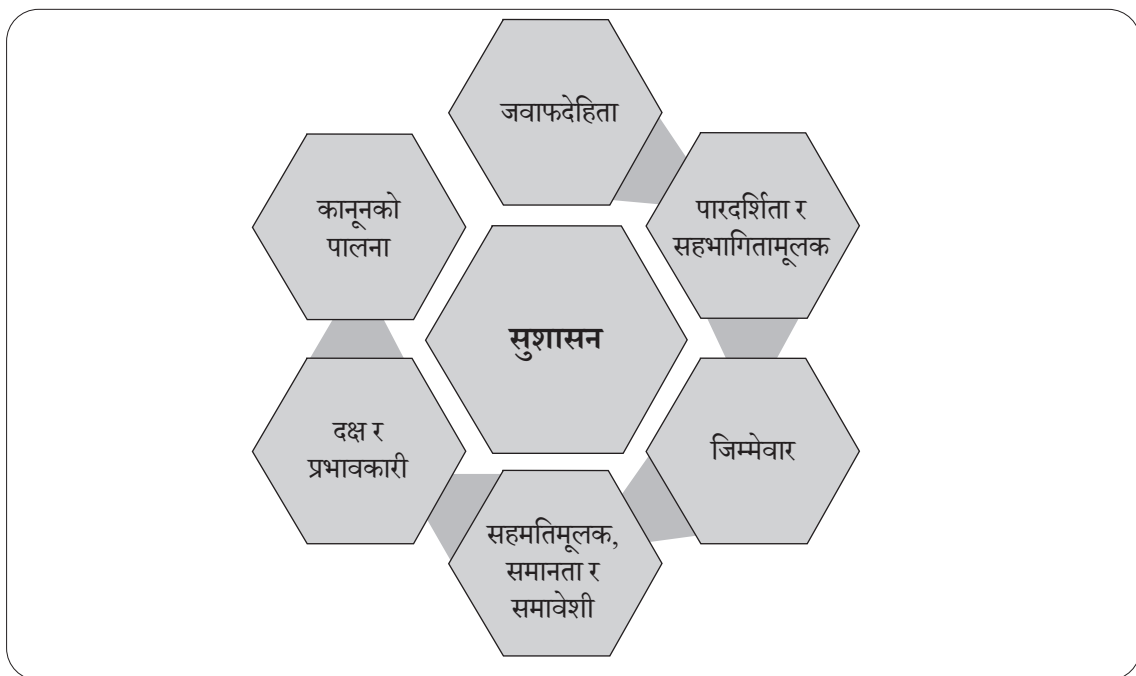 जवाफदेहिता
पारदर्शिता र
सहभागितामूलक
जिम्मेवार
सहमतिमूलक,
समानता र
समावेशी
दक्ष र
प्रभावकारी
कानूनको
पालना
सुशासन